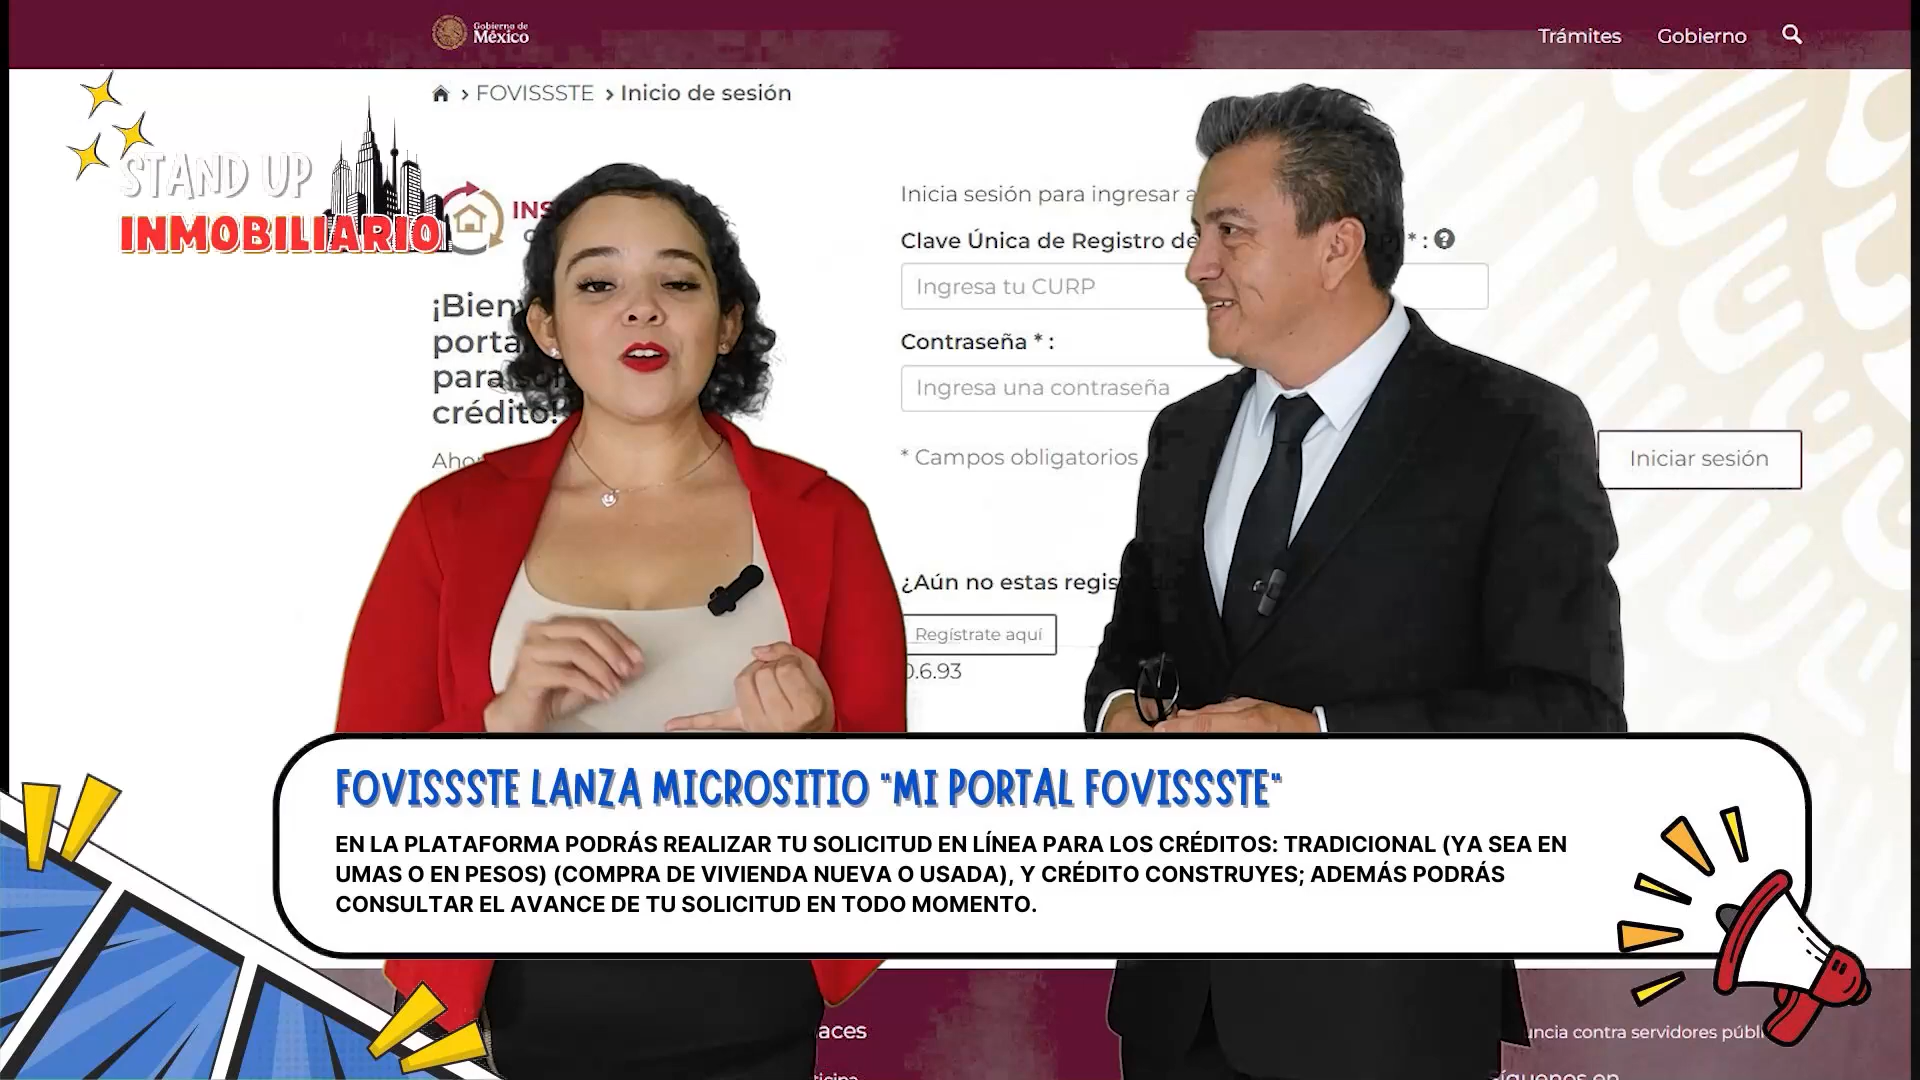 Gobierno de
México
Trámites Gobierno
FOVISSSTE > Inicio de sesión
STAND UP
INMOBILIARIO
INS
Inicia sesión para ingresar a
Clave Única de Registro de * :
Ingresa tu CURP
¡Bien
porta
para
crédito!
Contraseña * :
Ingresa una contraseña
* Campos obligatorios
Iniciar sesión
¿Aún no estas regis
Regístrate aquí
0.6.93
FOVISSSTE LANZA MICROSITIO "MI PORTAL FOVISSSTE"
EN LA PLATAFORMA PODRÁS REALIZAR TU SOLICITUD EN LÍNEA PARA LOS CRÉDITOS: TRADICIONAL (YA SEA EN
UMAS O EN PESOS) (COMPRA DE VIVIENDA NUEVA O USADA), Y CRÉDITO CONSTRUYES; ADEMÁS PODRÁS
CONSULTAR EL AVANCE DE TU SOLICITUD EN TODO MOMENTO.
aces
uncia contra servidores públi